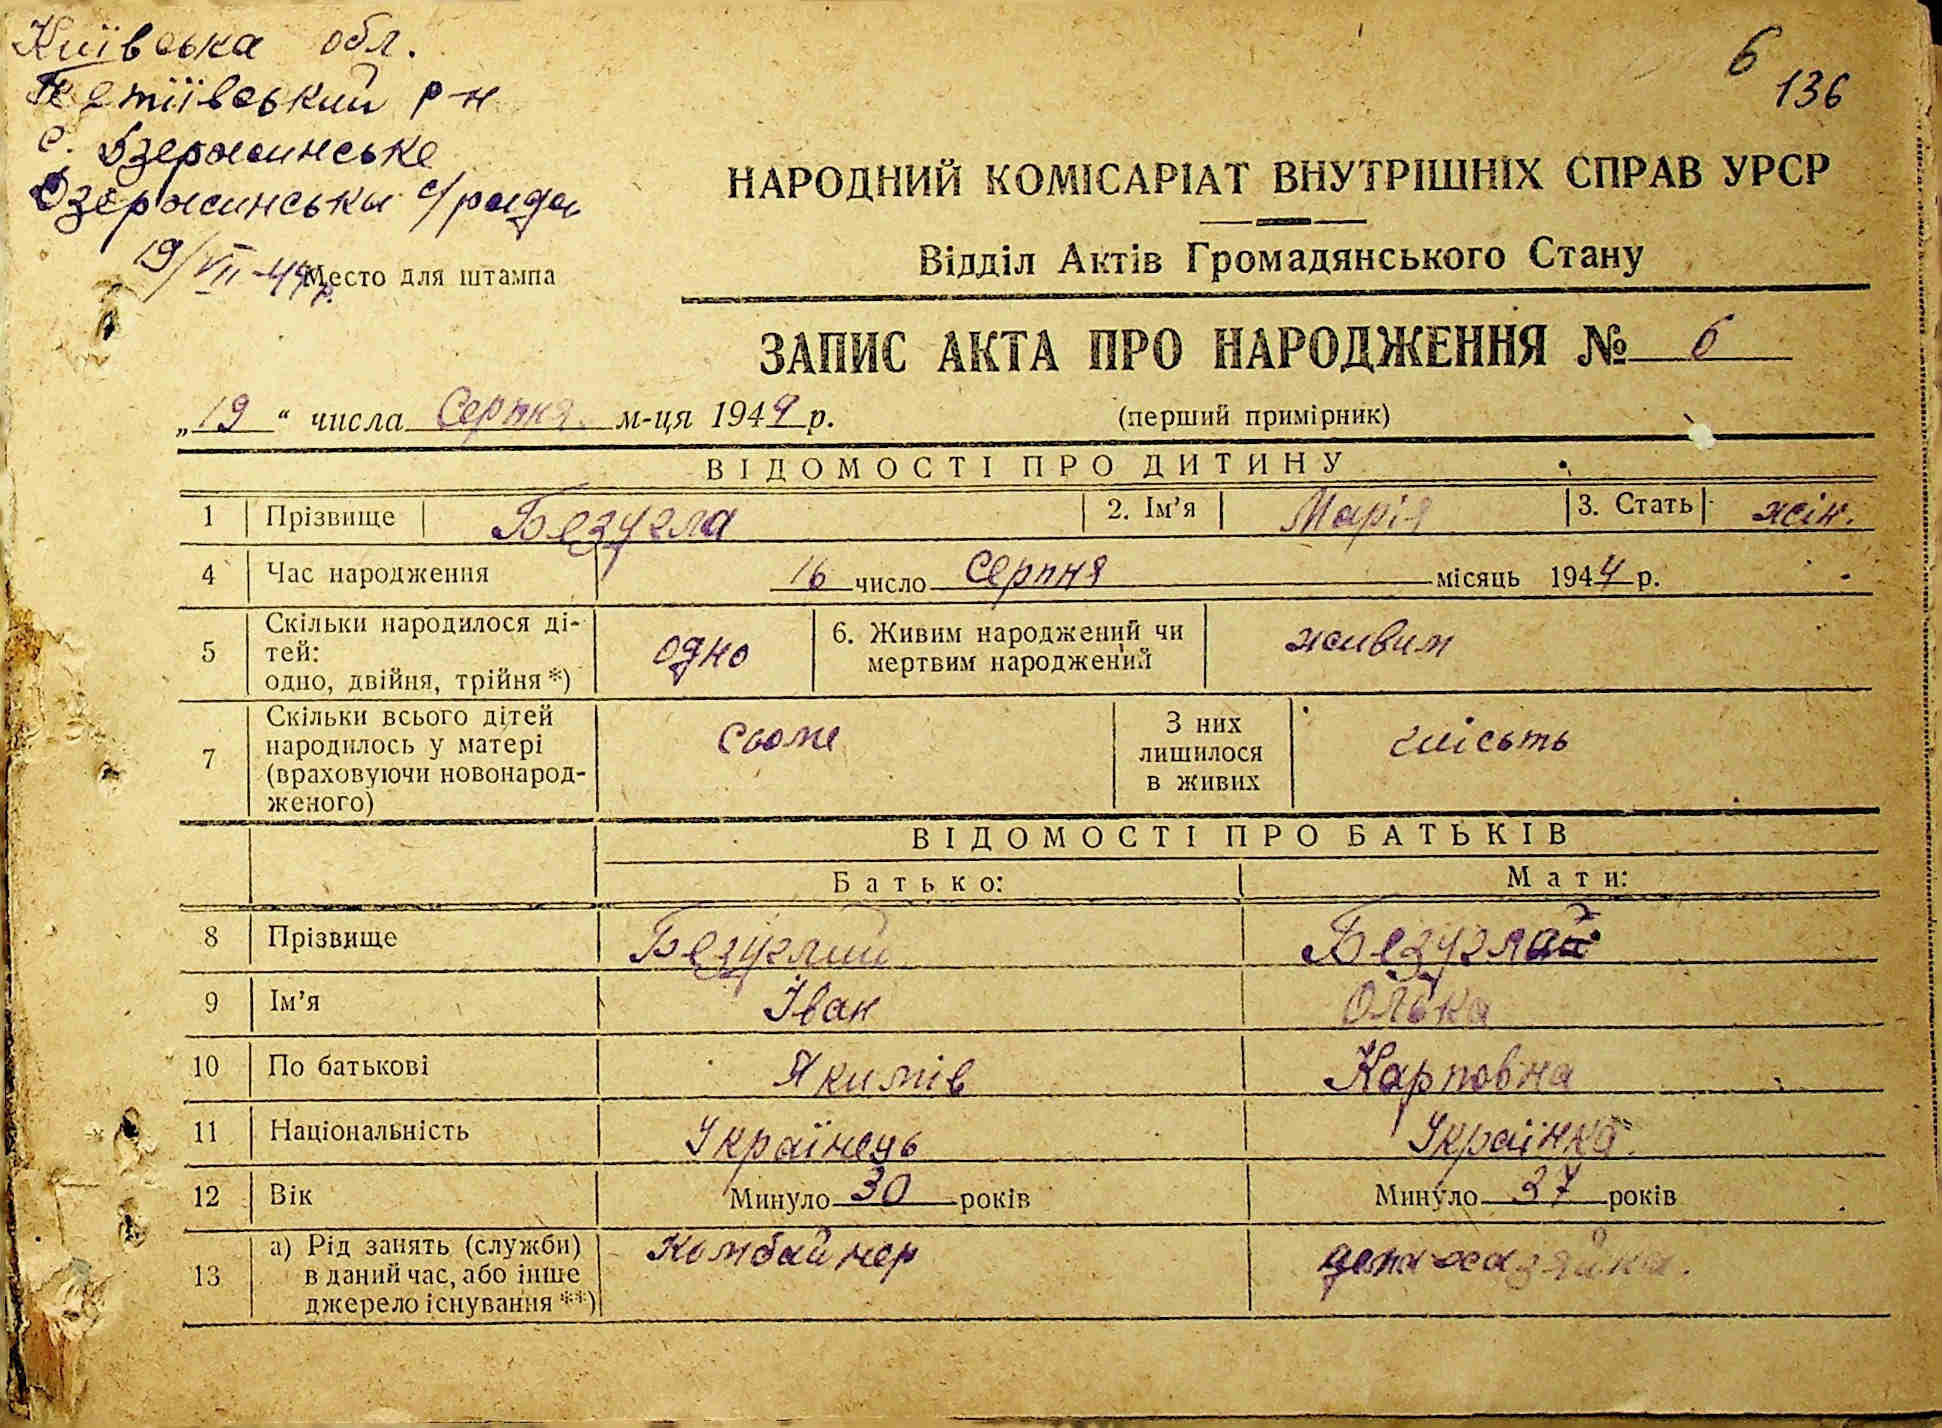 Київська обл.
Тетіївський р-н
с. Дзержинське
Дзержинська с/рада
19/VIII-44 р.
Место для штампа
6
136
НАРОДНИЙ КОМІСАРІАТ ВНУТРІШНІХ СПРАВ УРСР
Відділ Актів Громадянського Стану
ЗАПИС АКТА ПРО НАРОДЖЕННЯ № 6
„19“ числа Серпня м-ця 1944 р. (перший примірник)
ВІДОМОСТІ ПРО ДИТИНУ
1 Прізвище Безугла 2. Ім’я Марія 3. Стать жін.
4 Час народження 16 число Серпня місяць 1944 р.
5 Скільки народилося ді-
тей:
одно, двійня, трійня *) одно 6. Живим народжений чи
мертвим народжений живим
7 Скільки всього дітей
народилось у матері
(враховуючи новонарод-
женого) сьоме З них
лишилося
в живих шість
ВІДОМОСТІ ПРО БАТЬКІВ
Батько: Мати:
8 Прізвище Безуглий
9 Ім’я Іван Олька
10 По батькові Якимів Карповна
11 Національність Українець Українка
12 Вік Минуло 30 років Минуло 37 років
13 а) Рід занять (служби)
в даний час, або інше
джерело існування **) Комбайнер домахазяйка.